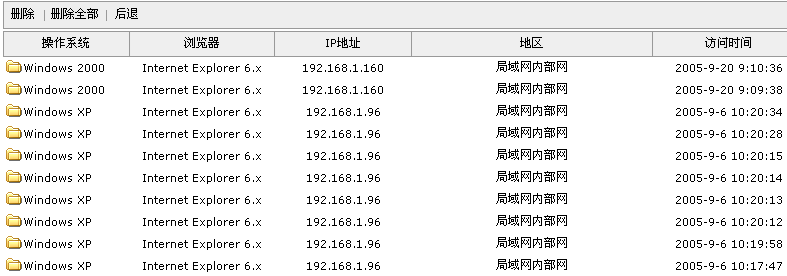 删除 | 删除全部 | 后退
操作系统 浏览器 IP地址 地区 访问时间
Windows 2000 Internet Explorer 6.x 192.168.1.160 局域网内部网 2005-9-20 9:10:36
Windows 2000 Internet Explorer 6.x 192.168.1.160 局域网内部网 2005-9-20 9:09:38
Windows XP Internet Explorer 6.x 192.168.1.96 局域网内部网 2005-9-6 10:20:34
Windows XP Internet Explorer 6.x 192.168.1.96 局域网内部网 2005-9-6 10:20:28
Windows XP Internet Explorer 6.x 192.168.1.96 局域网内部网 2005-9-6 10:20:15
Windows XP Internet Explorer 6.x 192.168.1.96 局域网内部网 2005-9-6 10:20:14
Windows XP Internet Explorer 6.x 192.168.1.96 局域网内部网 2005-9-6 10:20:13
Windows XP Internet Explorer 6.x 192.168.1.96 局域网内部网 2005-9-6 10:20:12
Windows XP Internet Explorer 6.x 192.168.1.96 局域网内部网 2005-9-6 10:19:58
Windows XP Internet Explorer 6.x 192.168.1.96 局域网内部网 2005-9-6 10:17:47